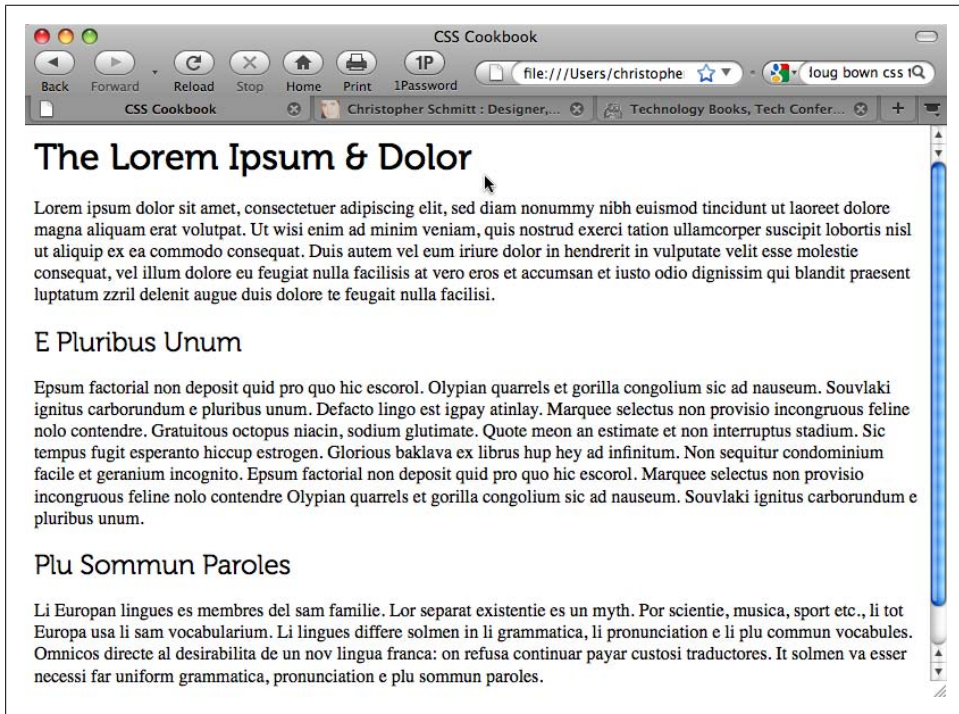 CSS Cookbook
1P
file:///Users/christophe
loug bown css
Back Forward Reload Stop Home Print 1Password
CSS Cookbook Christopher Schmitt : Designer,... Technology Books, Tech Confer... +
The Lorem Ipsum & Dolor
Lorem ipsum dolor sit amet, consectetuer adipiscing elit, sed diam nonummy nibh euismod tincidunt ut laoreet dolore
magna aliquam erat volutpat. Ut wisi enim ad minim veniam, quis nostrud exerci tation ullamcorper suscipit lobortis nisl
ut aliquip ex ea commodo consequat. Duis autem vel eum iriure dolor in hendrerit in vulputate velit esse molestie
consequat, vel illum dolore eu feugiat nulla facilisis at vero eros et accumsan et iusto odio dignissim qui blandit praesent
luptatum zzril delenit augue duis dolore te feugait nulla facilisi.
E Pluribus Unum
Epsum factorial non deposit quid pro quo hic escorol. Olypian quarrels et gorilla congolium sic ad nauseum. Souvlaki
ignitus carborundum e pluribus unum. Defacto lingo est igpay atinlay. Marquee selectus non provisio incongruous feline
nolo contendre. Gratuitous octopus niacin, sodium glutimate. Quote meon an estimate et non interruptus stadium. Sic
tempus fugit esperanto hiccup estrogen. Glorious baklava ex librus hup hey ad infinitum. Non sequitur condominium
facile et geranium incognito. Epsum factorial non deposit quid pro quo hic escorol. Marquee selectus non provisio
incongruous feline nolo contendre Olypian quarrels et gorilla congolium sic ad nauseum. Souvlaki ignitus carborundum e
pluribus unum.
Plu Sommun Paroles
Li Europan lingues es membres del sam familie. Lor separat existentie es un myth. Por scientie, musica, sport etc., li tot
Europa usa li sam vocabularium. Li lingues differe solmen in li grammatica, li pronunciation e li plu commun vocabules.
Omnicos directe al desirabilita de un nov lingua franca: on refusa continuar payar custosi traductores. It solmen va esser
necessi far uniform grammatica, pronunciation e plu sommun paroles.